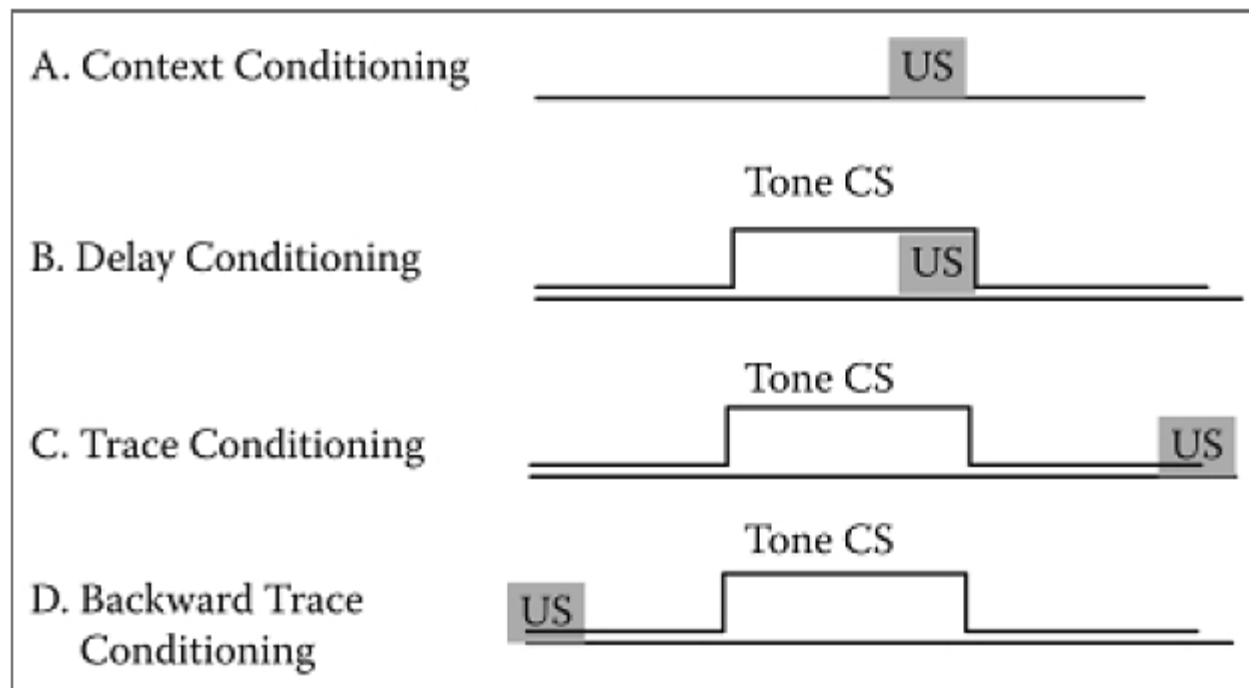 A. Context Conditioning
US
Tone CS
B. Delay Conditioning
US
Tone CS
C. Trace Conditioning
US
Tone CS
D. Backward Trace
Conditioning
US